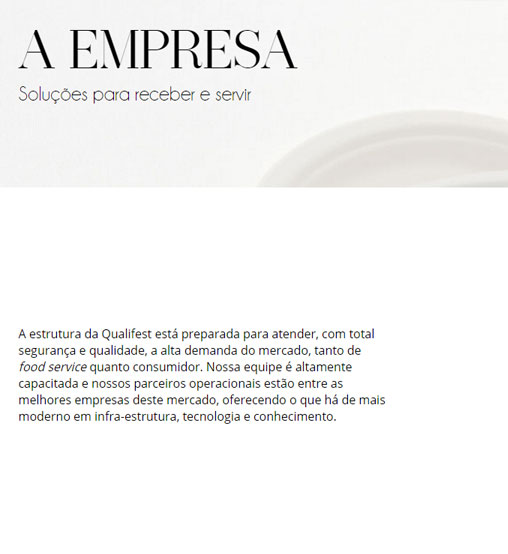 A EMPRESA
Soluções para receber e servir
A estrutura da Qualifest está preparada para atender, com total
segurança e qualidade, a alta demanda do mercado, tanto de
food service quanto consumidor. Nossa equipe é altamente
capacitada e nossos parceiros operacionais estão entre as
melhores empresas deste mercado, oferecendo o que há de mais
moderno em infra-estrutura, tecnologia e conhecimento.